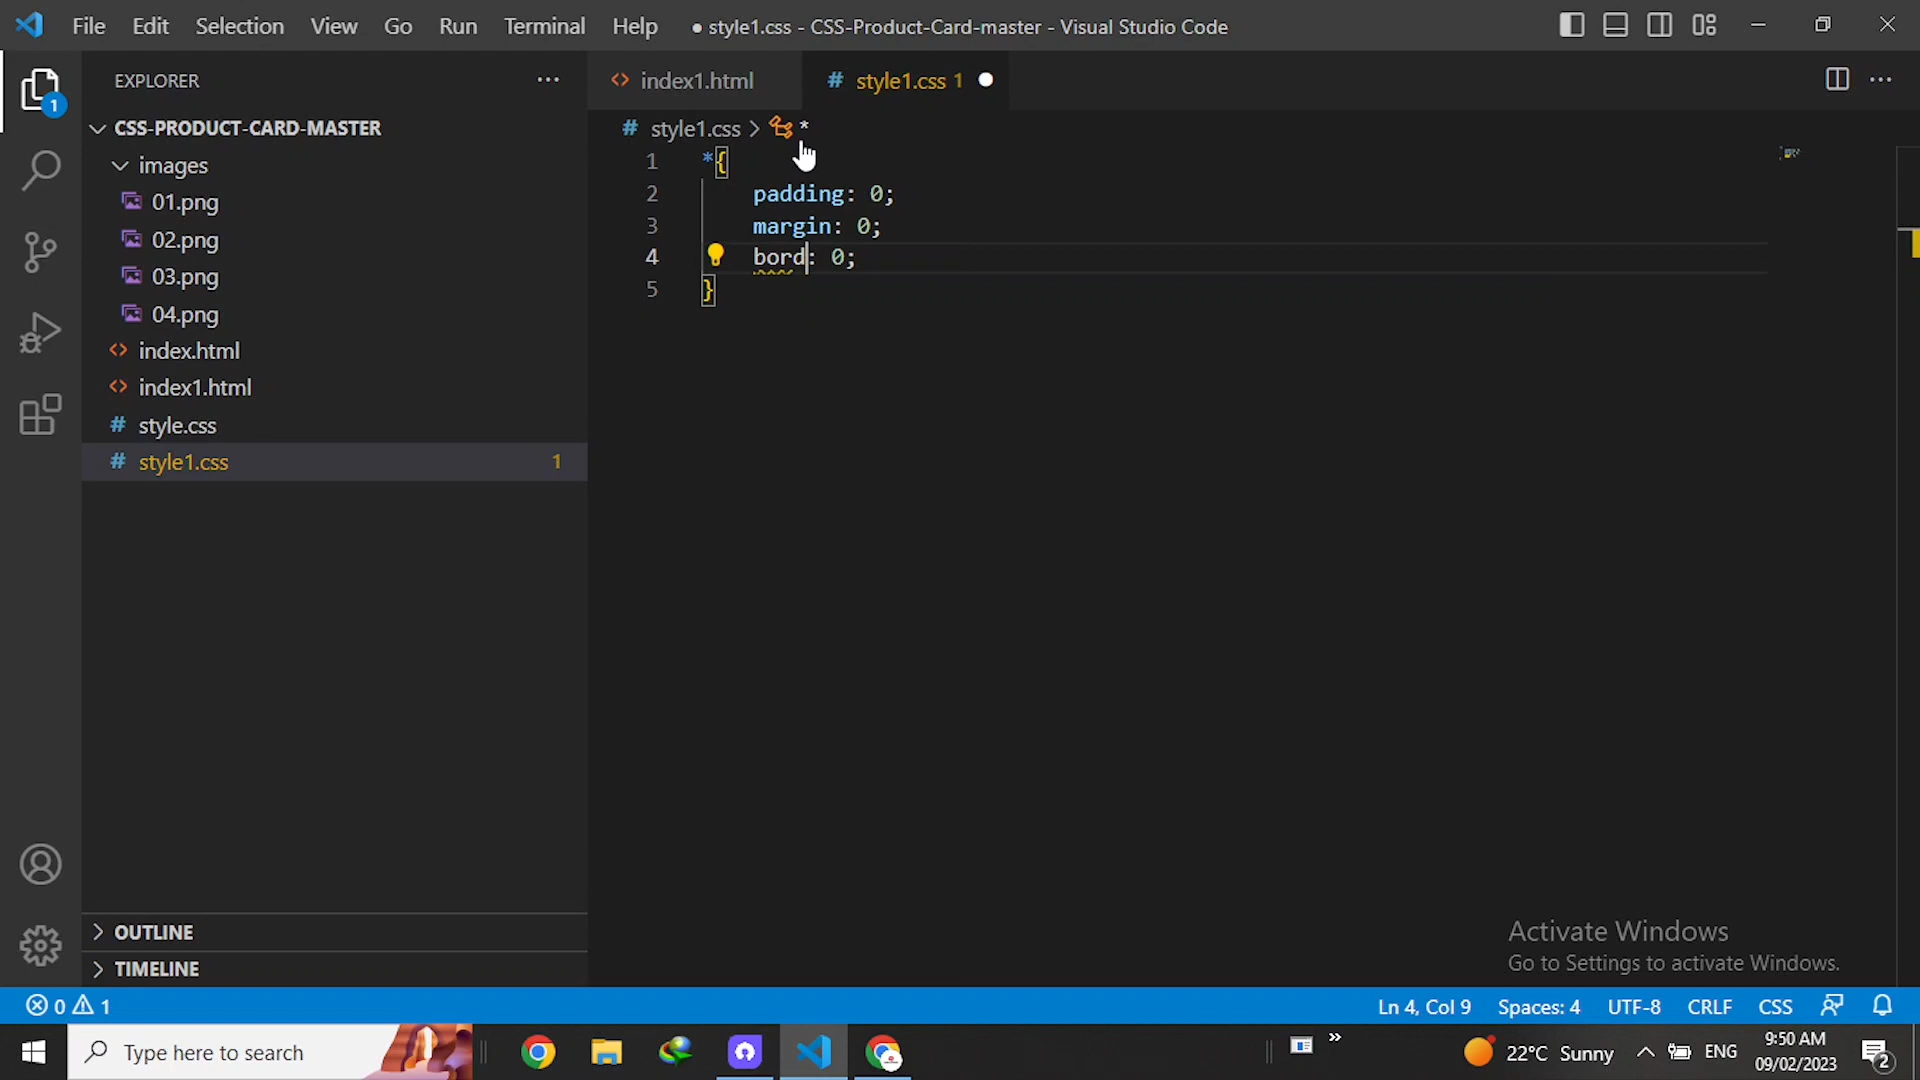 File Edit Selection View Go Run Terminal Help ● style1.css - CSS-Product-Card-master - Visual Studio Code
EXPLORER
1
CSS-PRODUCT-CARD-MASTER
images
01.png
02.png
03.png
04.png
index.html
index1.html
style.css
style1.css 1
OUTLINE
TIMELINE
<> index1.html # style1.css 1 ●
# style1.css > *
1 *{
2 padding: 0;
3 margin: 0;
4 bord: 0;
5 }
Activate Windows
Go to Settings to activate Windows.
0 1 Ln 4, Col 9 Spaces: 4 UTF-8 CRLF CSS
Type here to search 22°C Sunny ENG 9:50 AM
09/02/2023 2